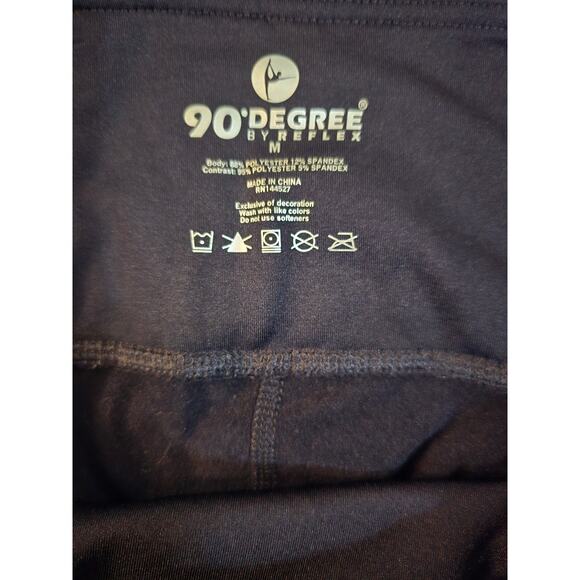 90°DEGREE®
BY REFLEX
M
Body: 88% POLYESTER 12% SPANDEX
Contrast: 95% POLYESTER 5% SPANDEX
MADE IN CHINA
RN144527
Exclusive of decoration
Wash with like colors
Do not use softeners